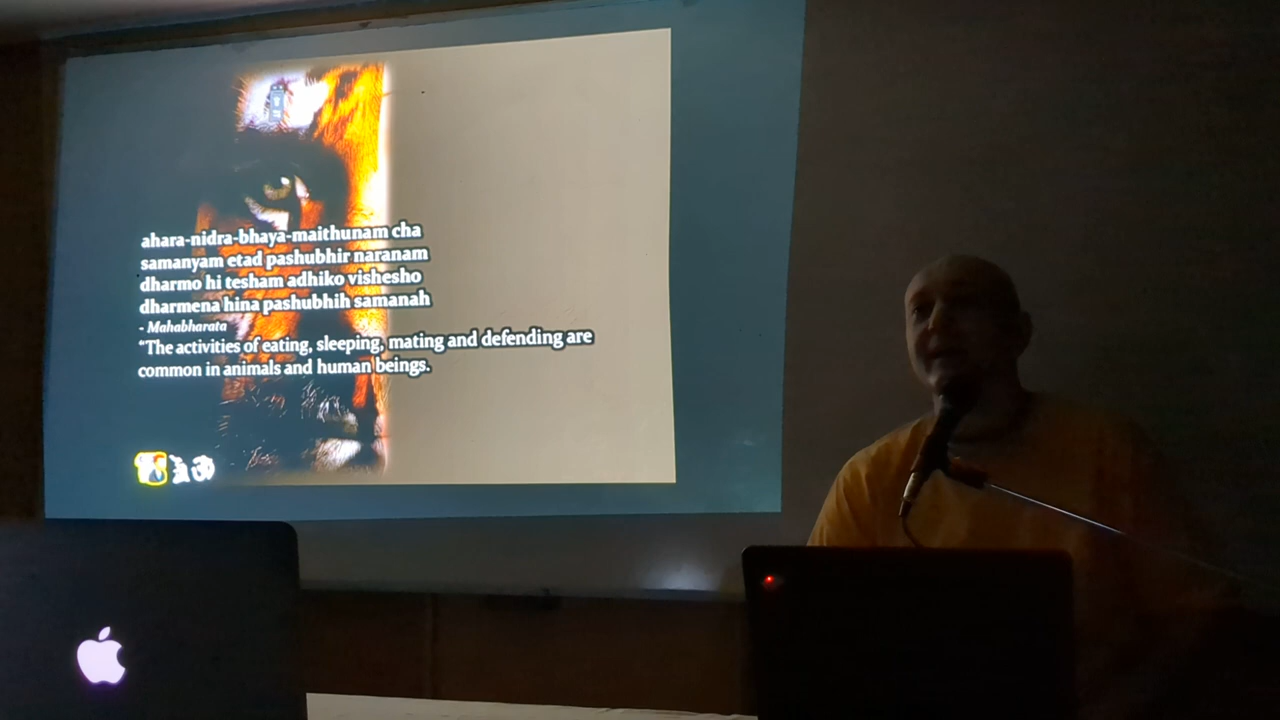 ahara-nidra-bhaya-maithunam cha
samanyam etad pashubhir naranam
dharmo hi tesham adhiko vishesho
dharmena hina pashubhih samanah
- Mahabharata
“The activities of eating, sleeping, mating and defending are
common in animals and human beings.